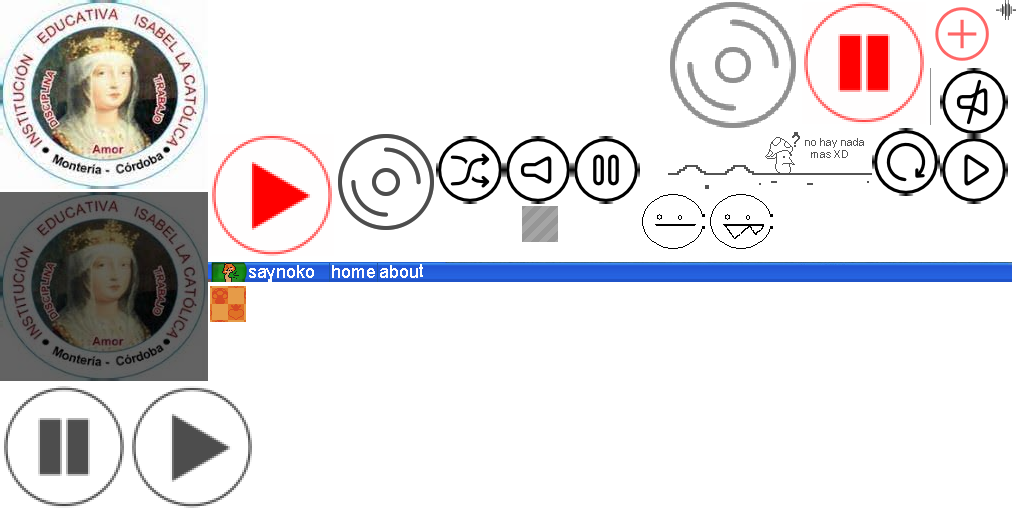 INSTITUCIÓN EDUCATIVA ISABEL LA CATÓLICA
DISCIPLINA
TRABAJO
Amor
Montería - Córdoba
no hay nada
mas XD
INSTITUCIÓN EDUCATIVA ISABEL LA CATÓLICA
DISCIPLINA
TRABAJO
Amor
Montería - Córdoba
saynoko home about